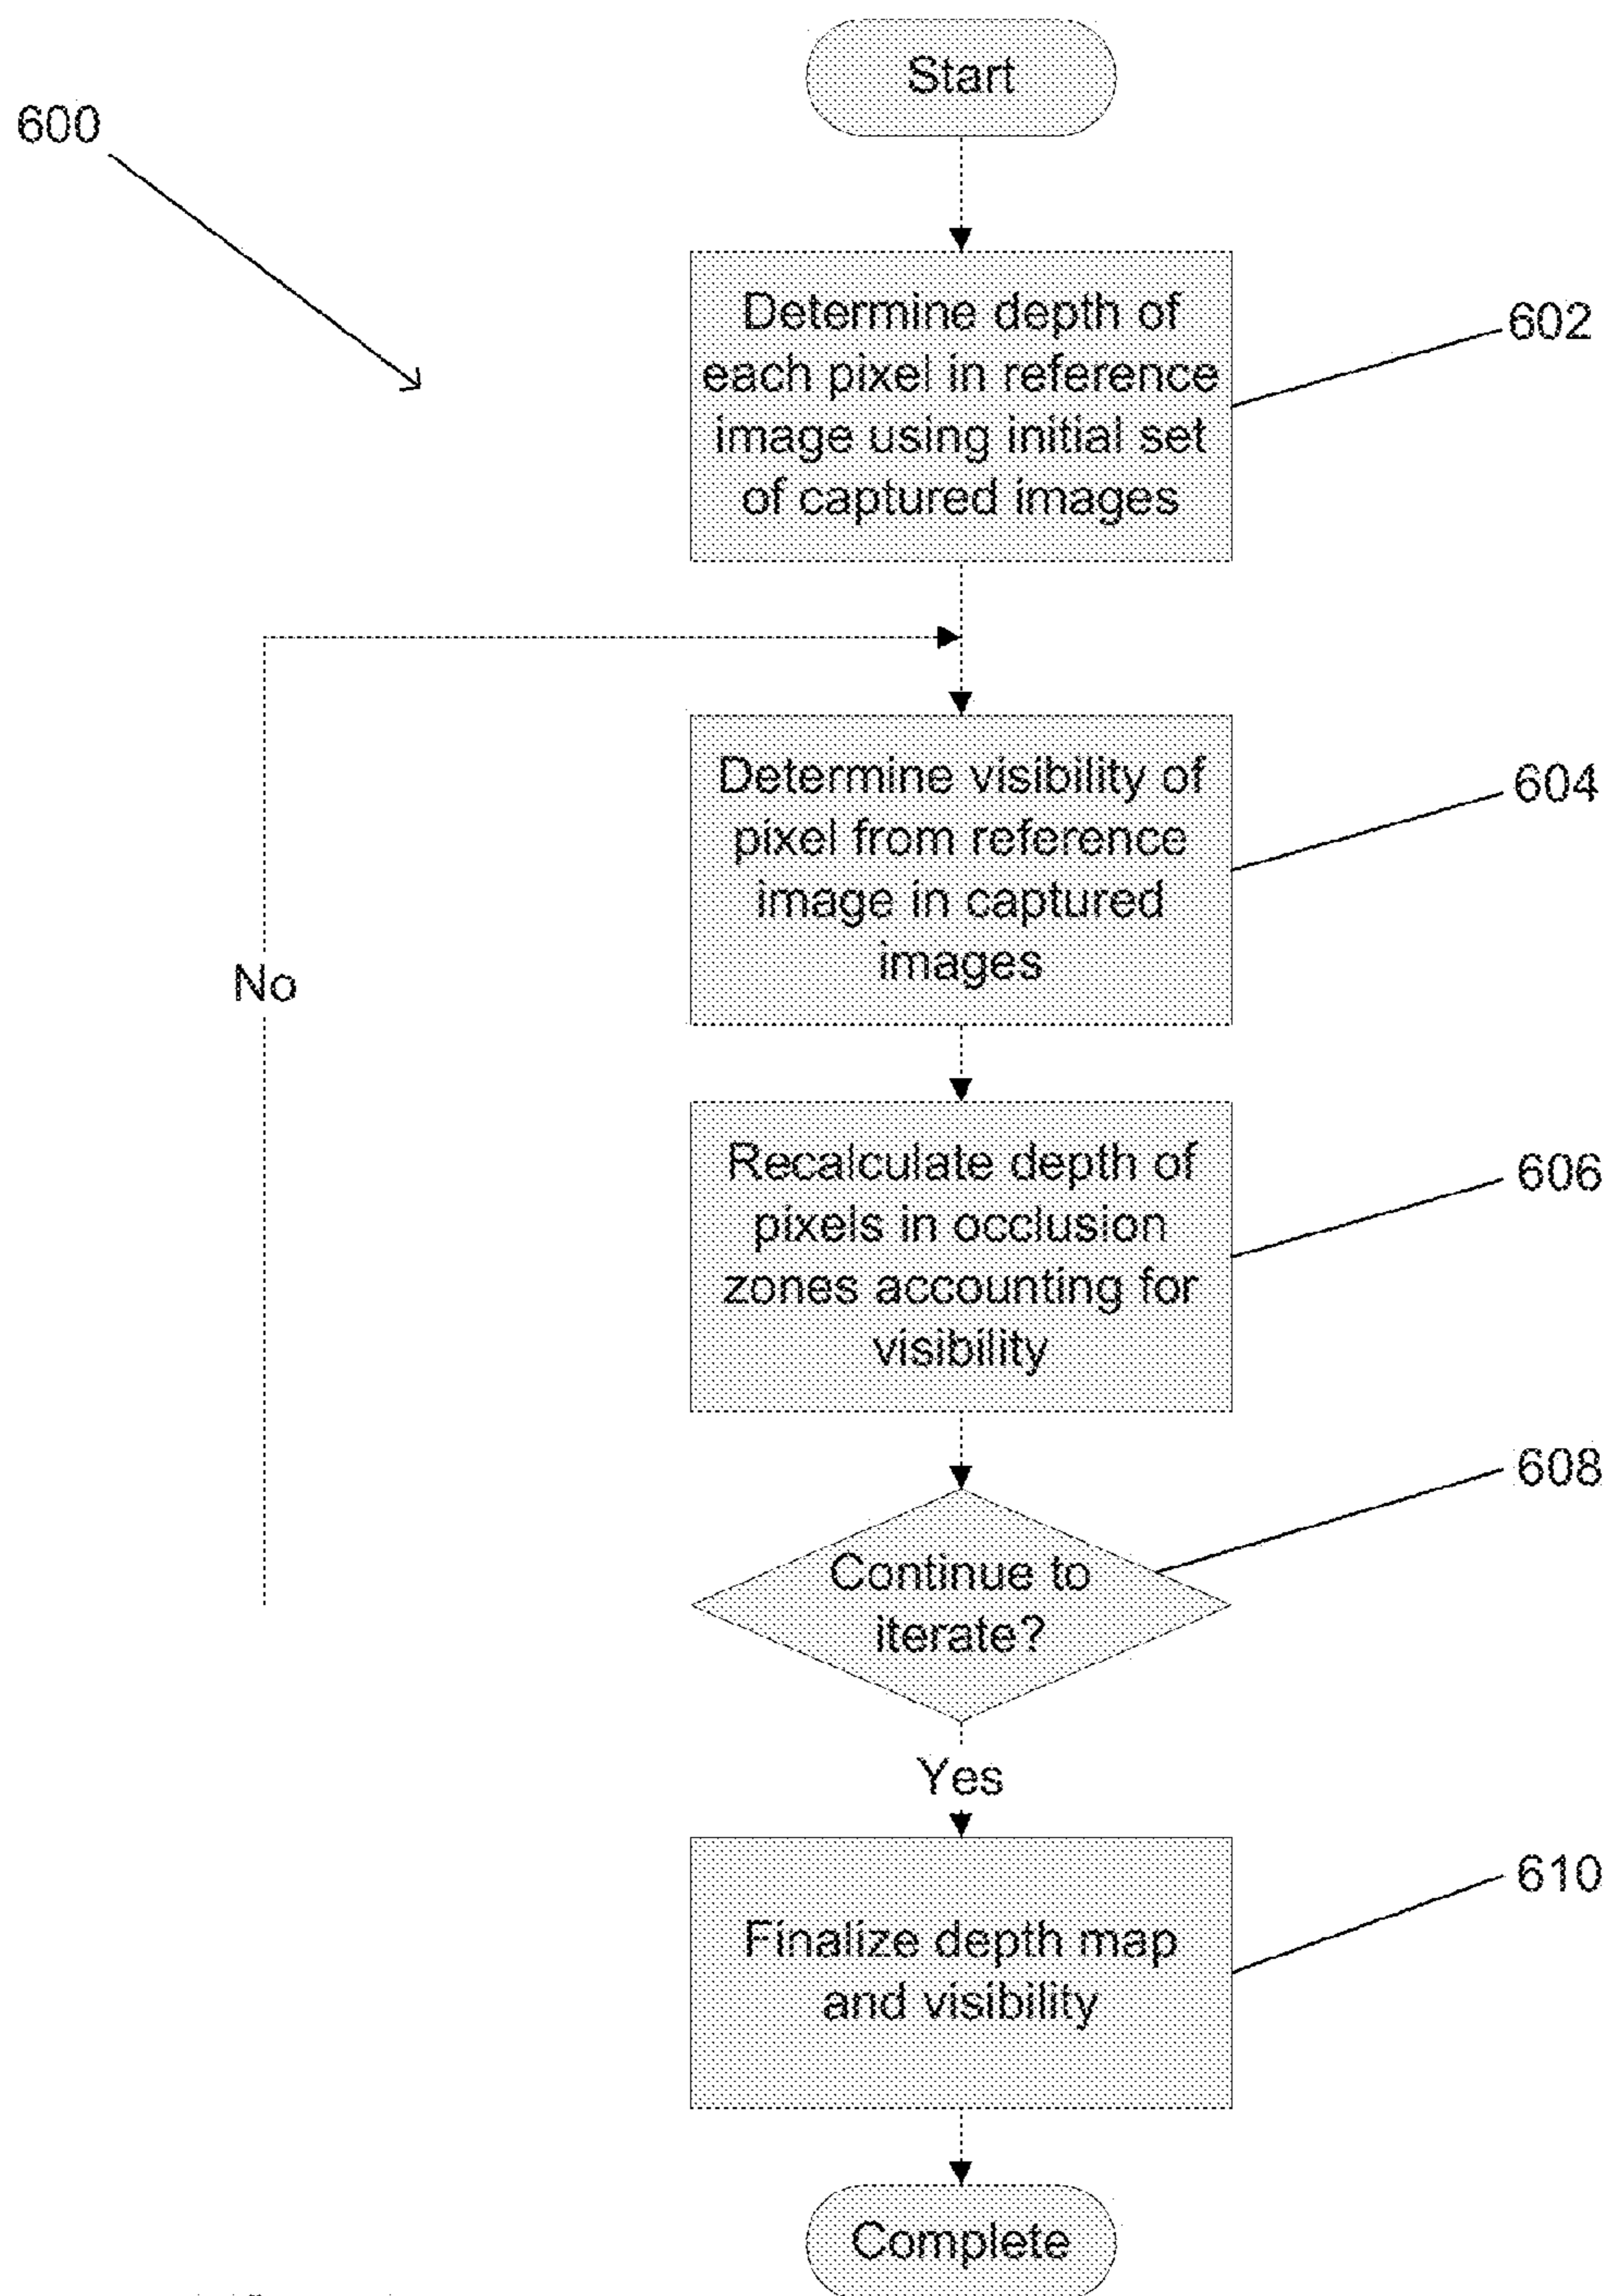 Start
600
Determine depth of
each pixel in reference
image using initial set
of captured images
602
Determine visibility of
pixel from reference
image in captured
images
604
No
Recalculate depth of
pixels in occlusion
zones accounting for
visibility
606
608
Continue to
iterate?
Yes
610
Finalize depth map
and visibility
Complete